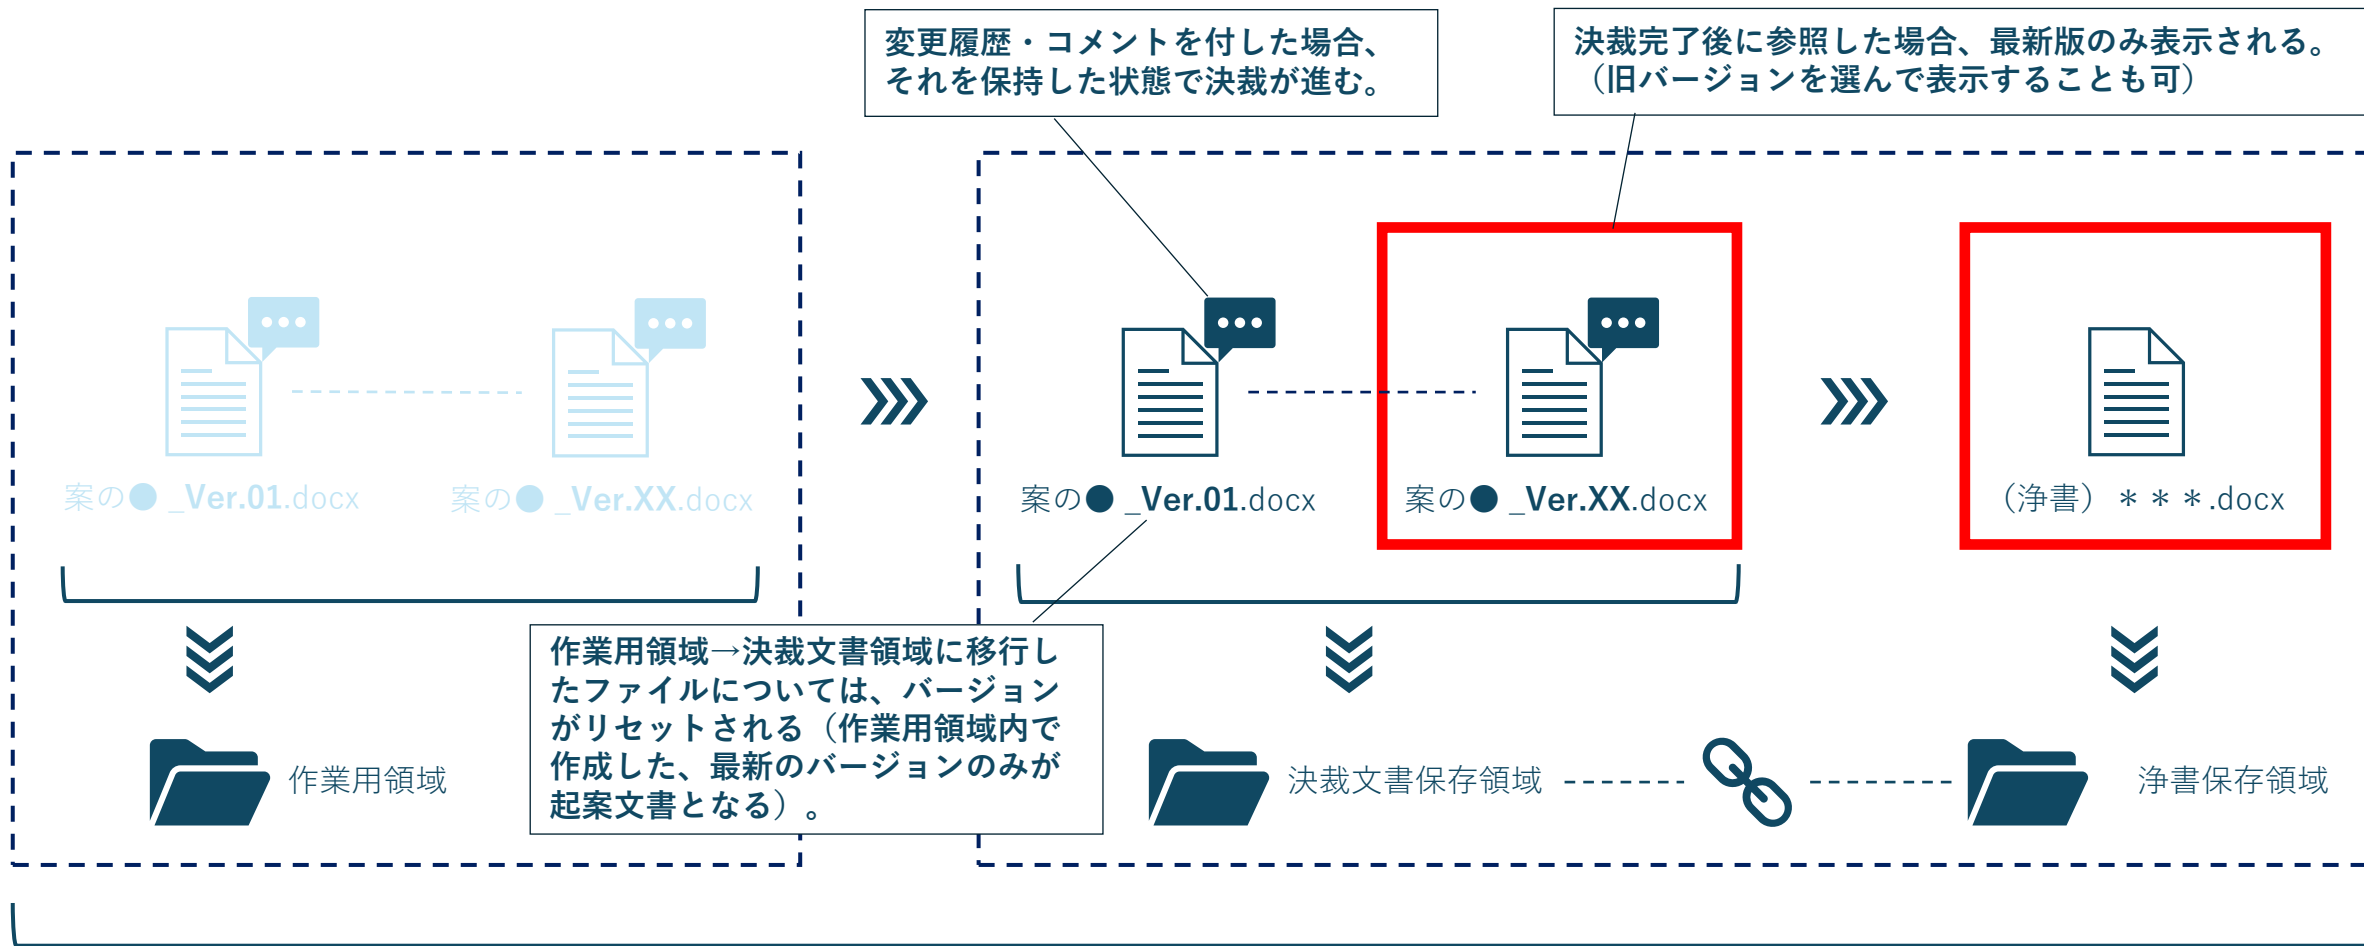 変更履歴・コメントを付した場合、
それを保持した状態で決裁が進む。
決裁完了後に参照した場合、最新版のみ表示される。
（旧バージョンを選んで表示することも可）
案の● _Ver.01.docx
案の● _Ver.XX.docx
案の● _Ver.01.docx
案の● _Ver.XX.docx
（浄書）＊＊＊.docx
作業用領域→決裁文書領域に移行し
たファイルについては、バージョン
がリセットされる（作業用領域内で
作成した、最新のバージョンのみが
起案文書となる）。
作業用領域
決裁文書保存領域
浄書保存領域